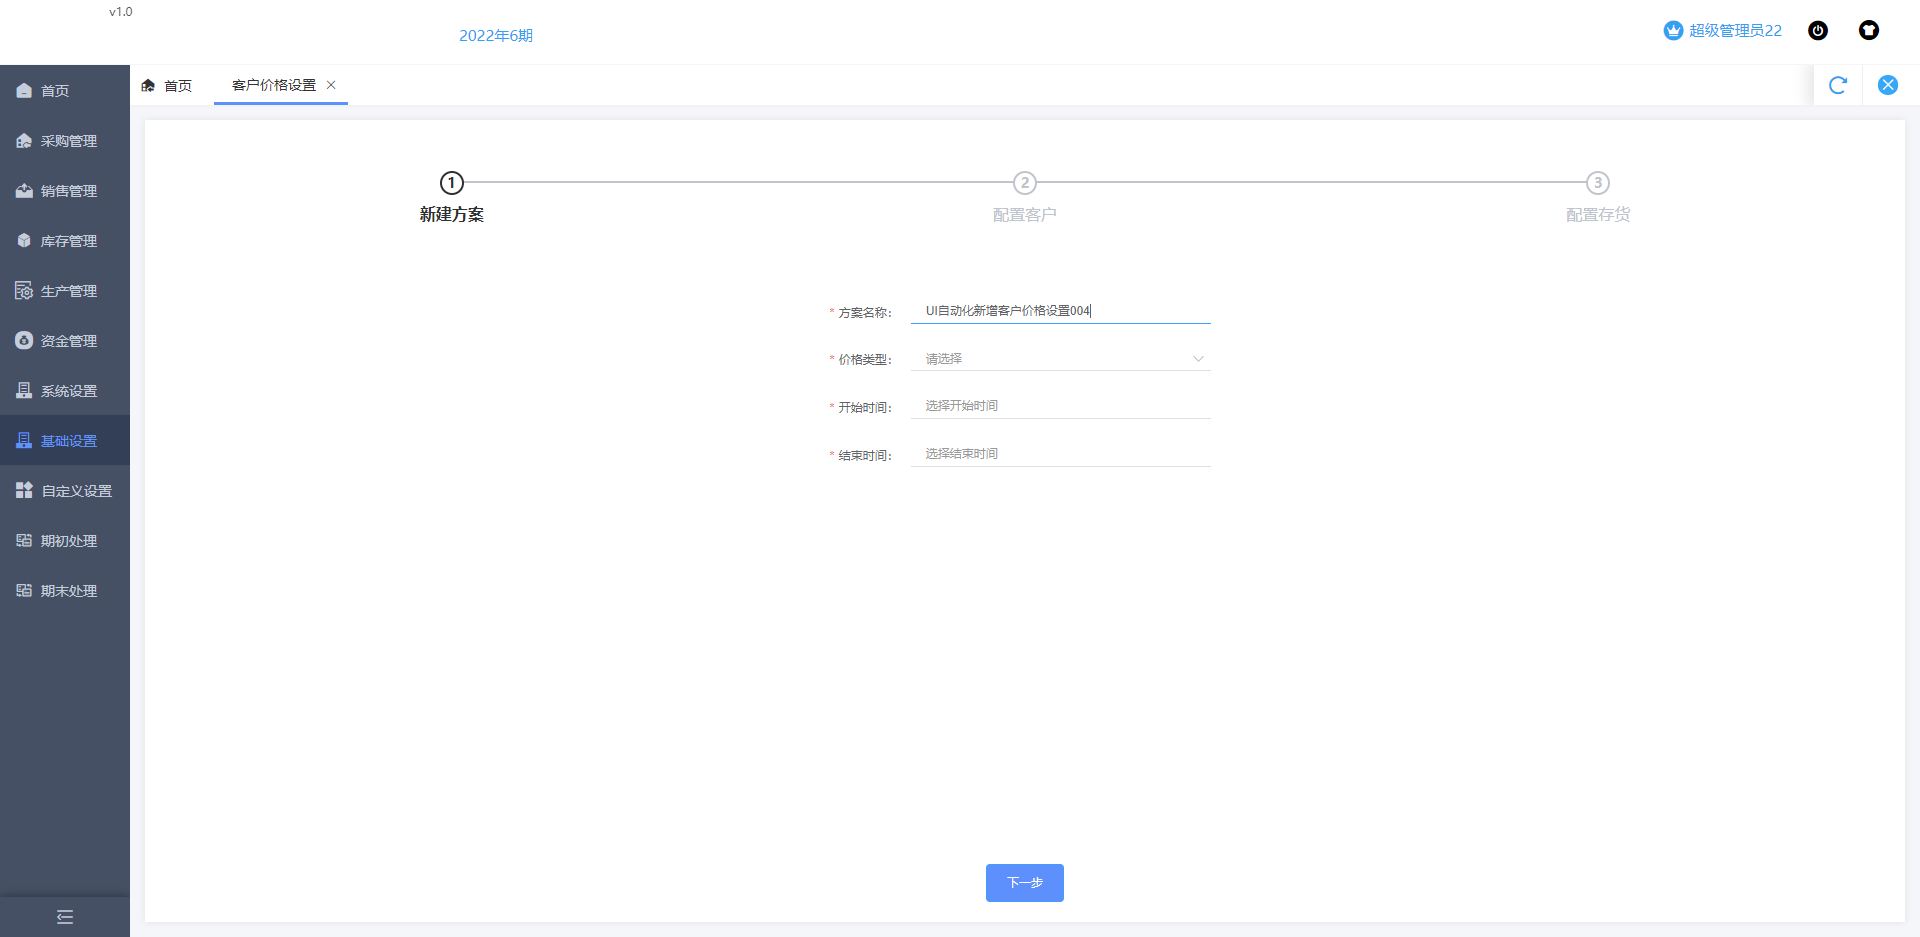 v1.0
2022年6期
超级管理员22
首页
采购管理
销售管理
库存管理
生产管理
资金管理
系统设置
基础设置
自定义设置
期初处理
期末处理
首页
客户价格设置
1
新建方案
2
配置客户
3
配置存货
* 方案名称： UI自动化新增客户价格设置004
* 价格类型： 请选择
* 开始时间： 选择开始时间
* 结束时间： 选择结束时间
下一步